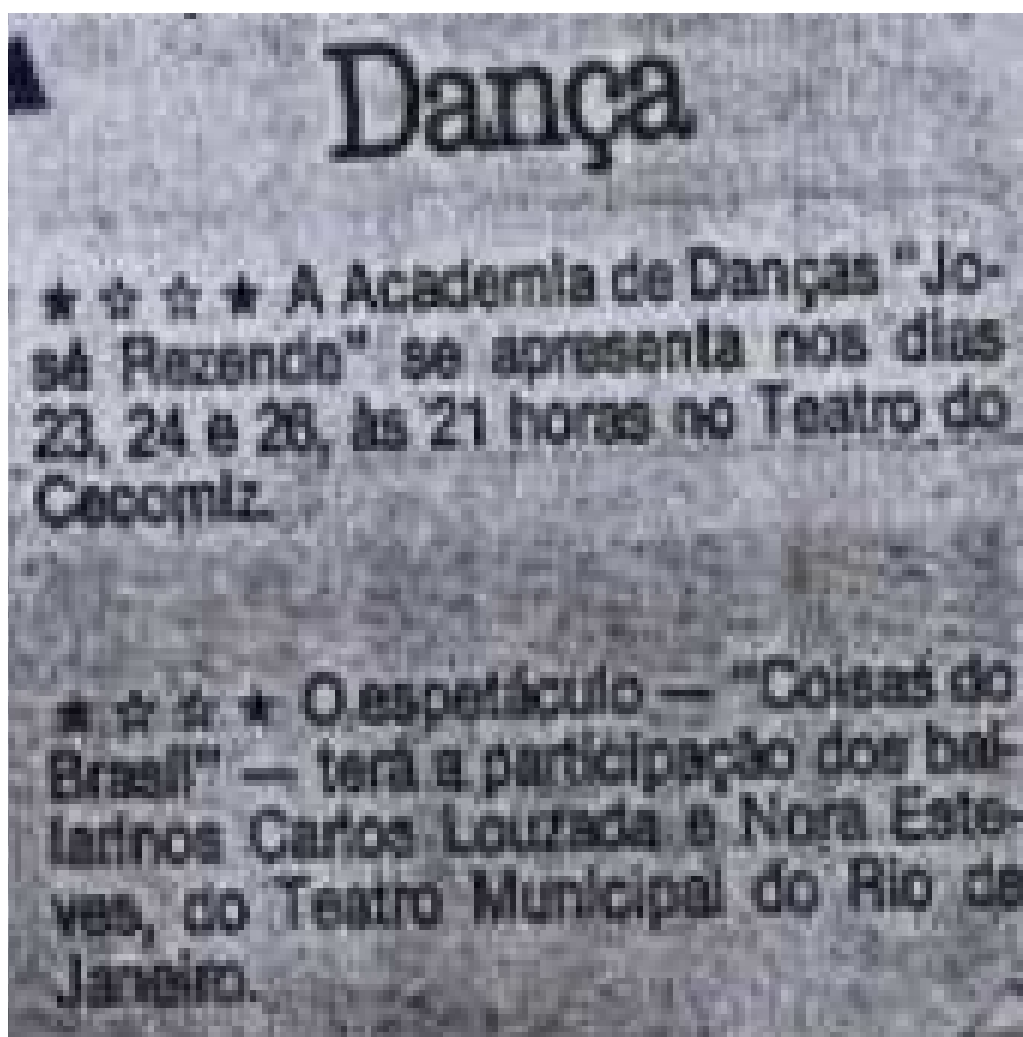 Dança
★ ☆ ☆ ★ A Academia de Danças "Jo-
sé Rezende" se apresenta nos dias
23, 24 e 26, às 21 horas no Teatro do
Cecomiz.
★ ☆ ☆ ★ O espetáculo — "Coisas do
Brasil" — terá a participação dos bai-
larinos Carlos Louzada e Nora Este-
ves, do Teatro Municipal do Rio de
Janeiro.